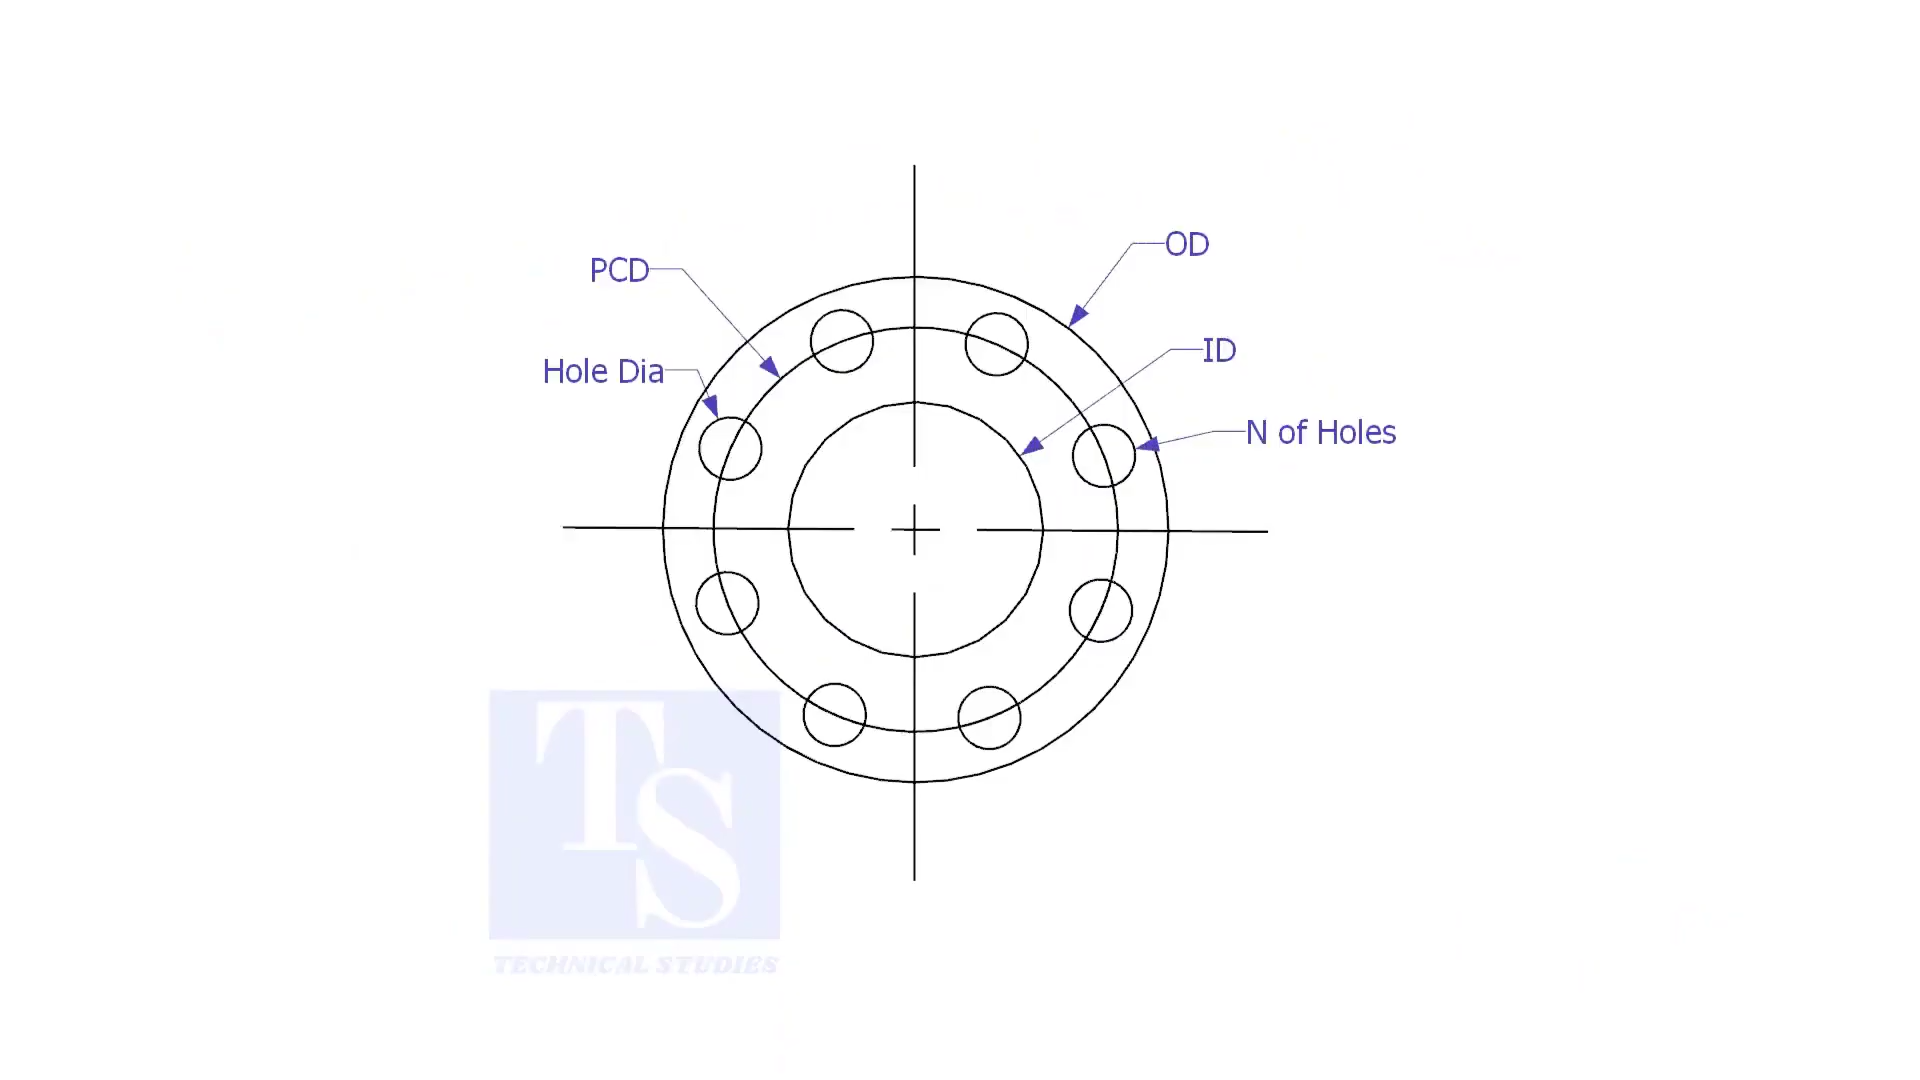 OD
PCD
ID
Hole Dia
N of Holes
TS
TECHNICAL STUDIES